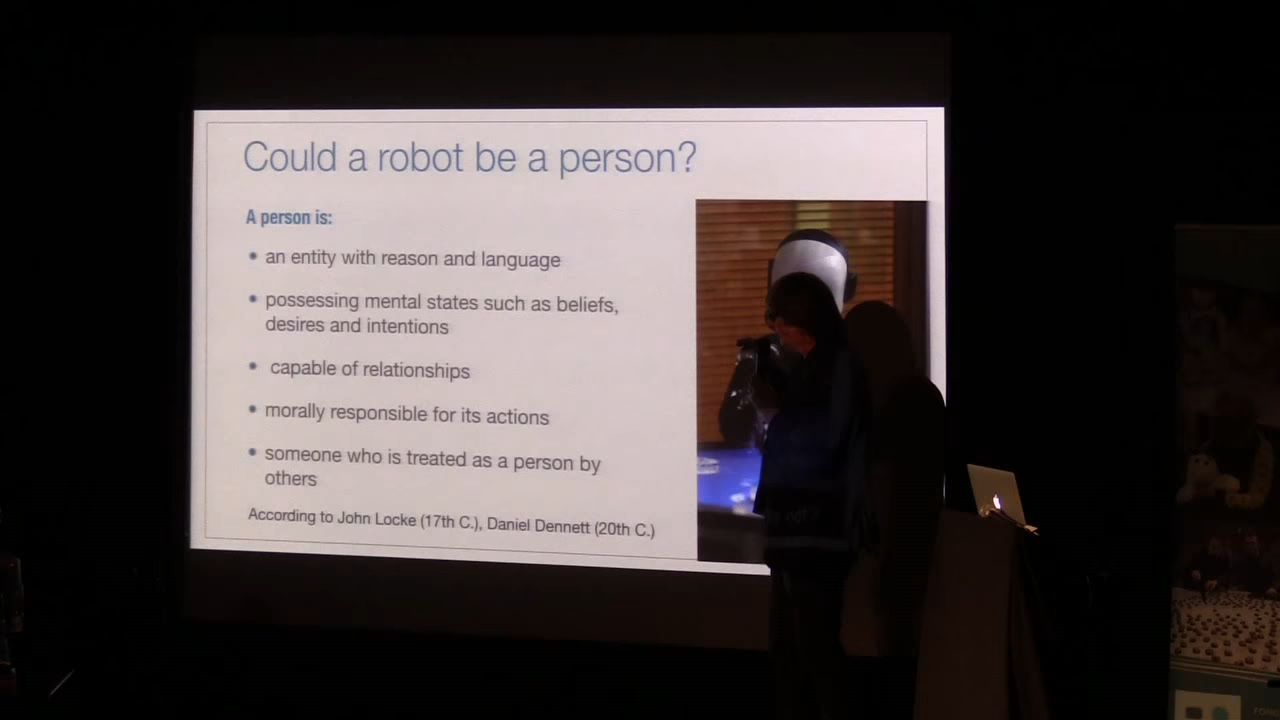 Could a robot be a person?
A person is:
• an entity with reason and language
• possessing mental states such as beliefs,
desires and intentions
• capable of relationships
• morally responsible for its actions
• someone who is treated as a person by
others
According to John Locke (17th C.), Daniel Dennett (20th C.)